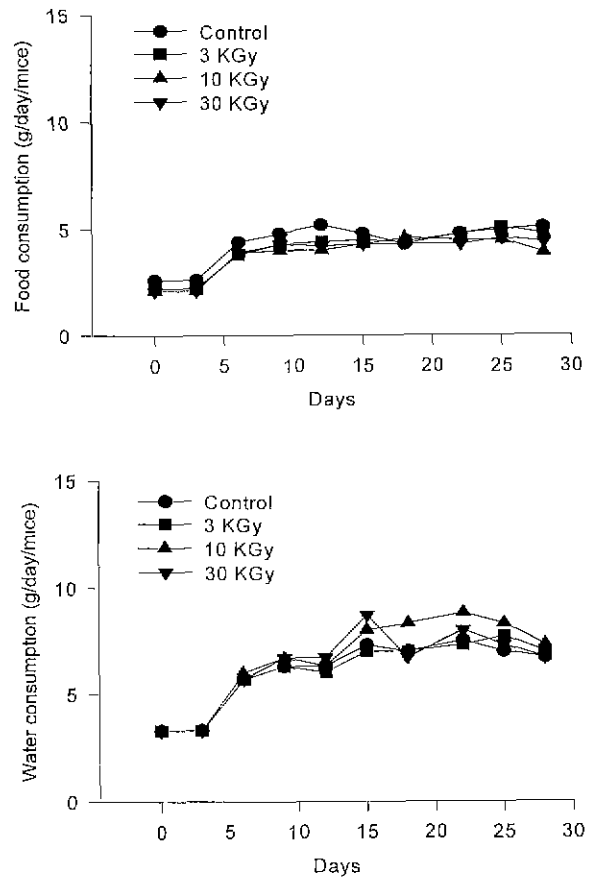 15
10
5
0
Food consumption (g/day/mice)
Control
3 KGy
10 KGy
30 KGy
0 5 10 15 20 25 30
Days
15
10
5
0
Water consumption (g/day/mice)
Control
3 KGy
10 KGy
30 KGy
0 5 10 15 20 25 30
Days